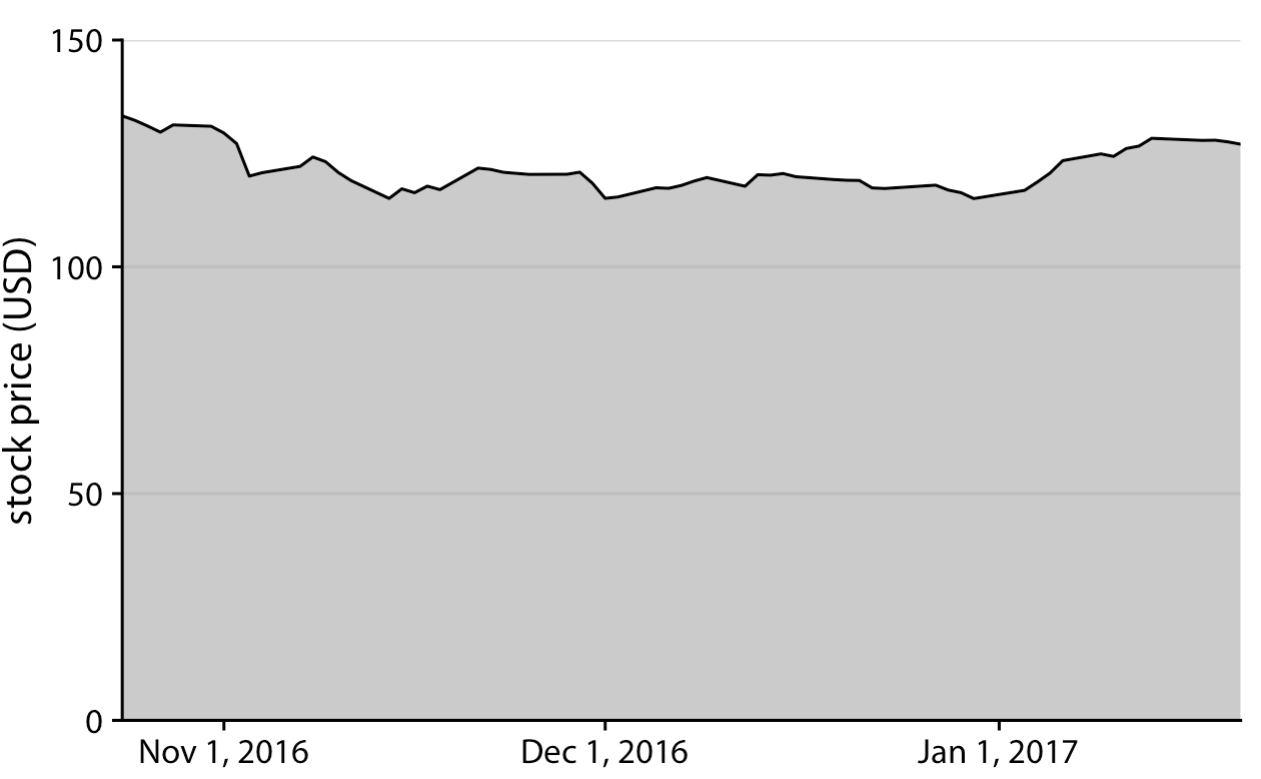 150
100
50
0
stock price (USD)
Nov 1, 2016
Dec 1, 2016
Jan 1, 2017